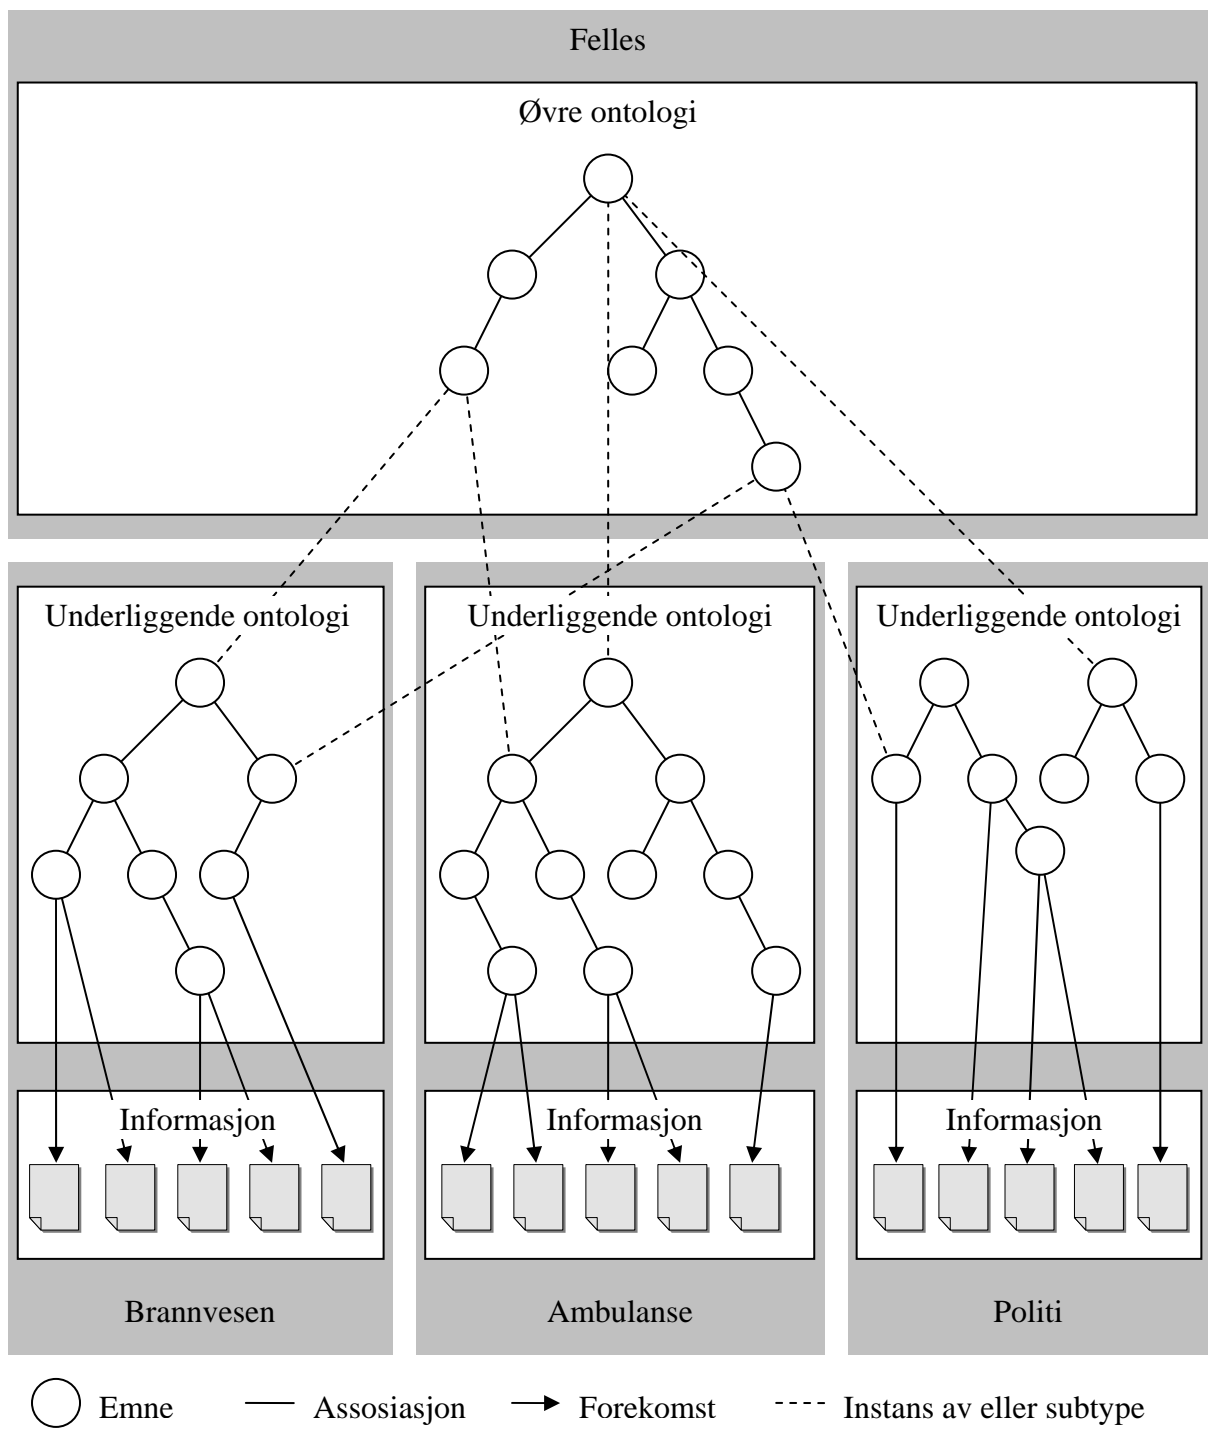 Felles
Øvre ontologi
Underliggende ontologi
Underliggende ontologi
Underliggende ontologi
Informasjon
Informasjon
Informasjon
Brannvesen
Ambulanse
Politi
Emne
Assosiasjon
Forekomst
Instans av eller subtype